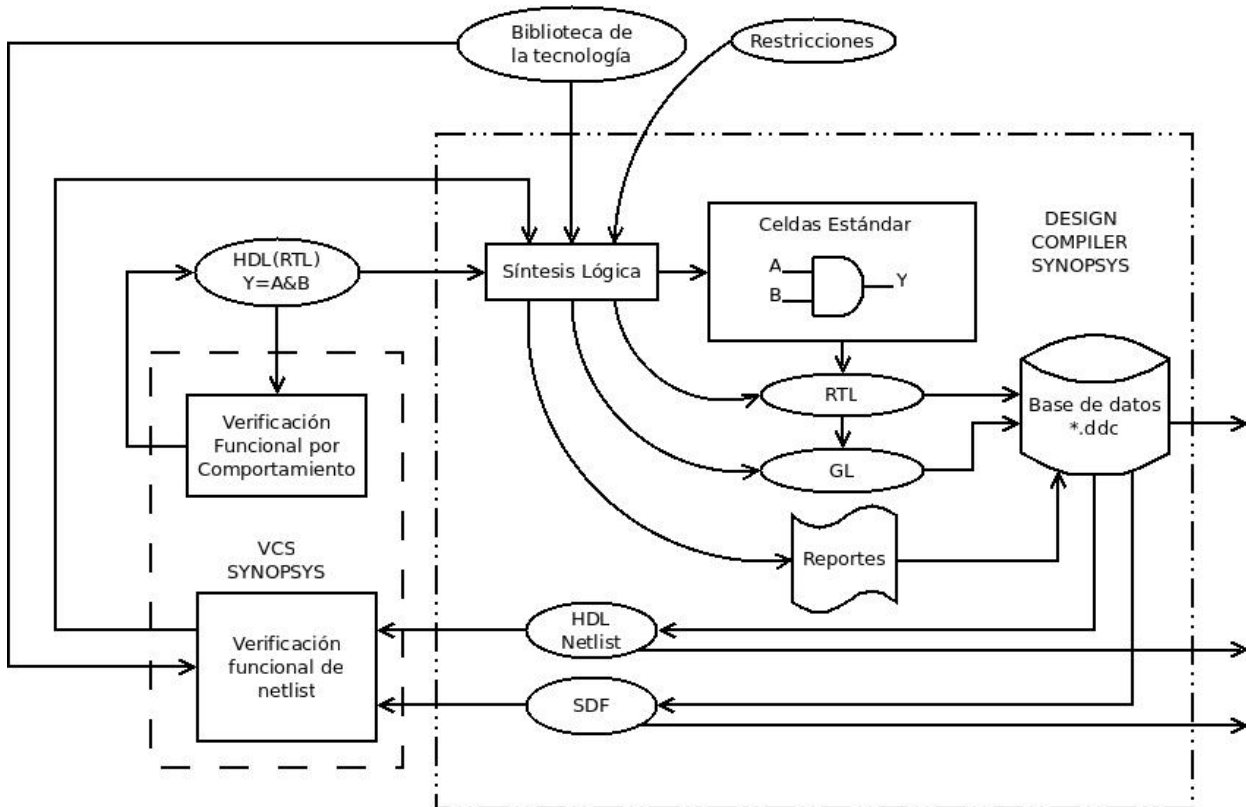 Biblioteca de
la tecnología
Restricciones
HDL(RTL)
Y=A&B
Síntesis Lógica
Celdas Estándar
A
B
Y
DESIGN
COMPILER
SYNOPSYS
Verificación
Funcional por
Comportamiento
RTL
GL
Base de datos
*.ddc
Reportes
VCS
SYNOPSYS
Verificación
funcional de
netlist
HDL
Netlist
SDF